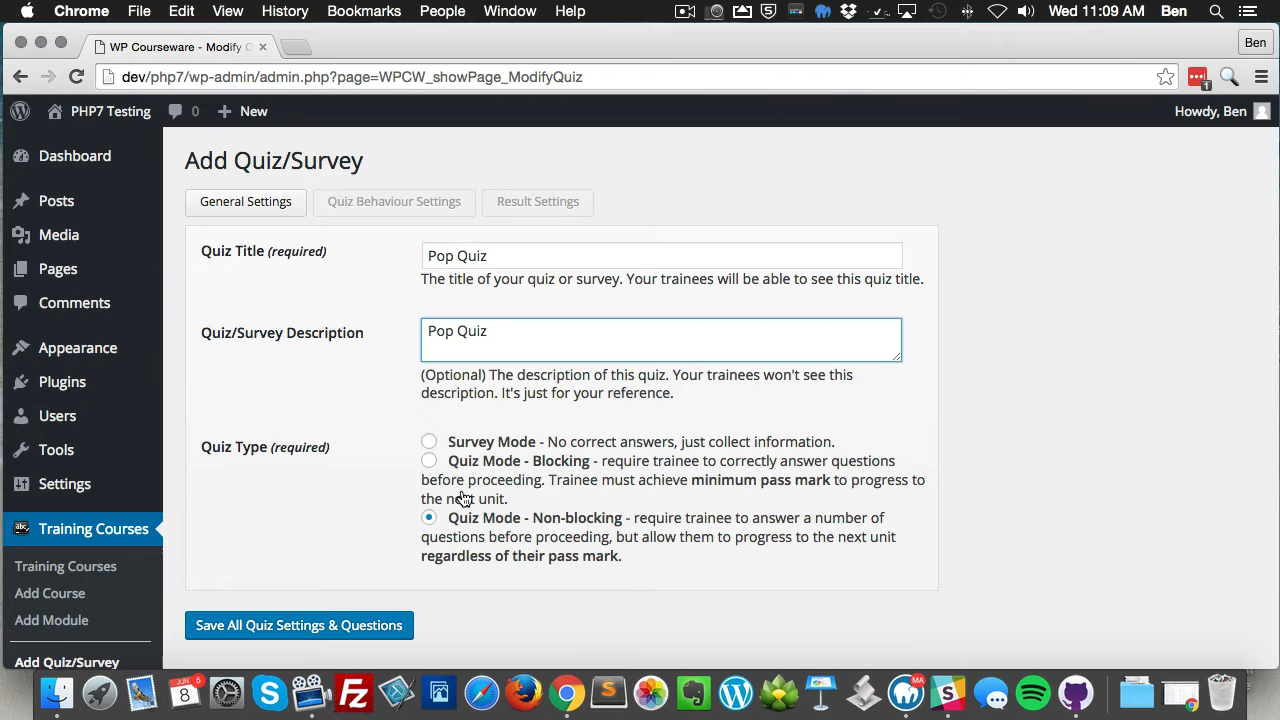 Chrome File Edit View History Bookmarks People Window Help Wed 11:09 AM Ben
WP Courseware - Modify Q
Ben
dev/php7/wp-admin/admin.php?page=WPCW_showPage_ModifyQuiz
1
PHP7 Testing 0 New Howdy, Ben
Dashboard
Posts
Media
Pages
Comments
Appearance
Plugins
Users
Tools
Settings
abc Training Courses
Training Courses
Add Course
Add Module
Add Quiz/Survey
Add Quiz/Survey
General Settings Quiz Behaviour Settings Result Settings
Quiz Title (required) Pop Quiz
The title of your quiz or survey. Your trainees will be able to see this quiz title.
Quiz/Survey Description Pop Quiz
(Optional) The description of this quiz. Your trainees won't see this
description. It's just for your reference.
Quiz Type (required) Survey Mode - No correct answers, just collect information.
Quiz Mode - Blocking - require trainee to correctly answer questions
before proceeding. Trainee must achieve minimum pass mark to progress to
the next unit.
Quiz Mode - Non-blocking - require trainee to answer a number of
questions before proceeding, but allow them to progress to the next unit
regardless of their pass mark.
Save All Quiz Settings & Questions
8 5 FZ S MA S